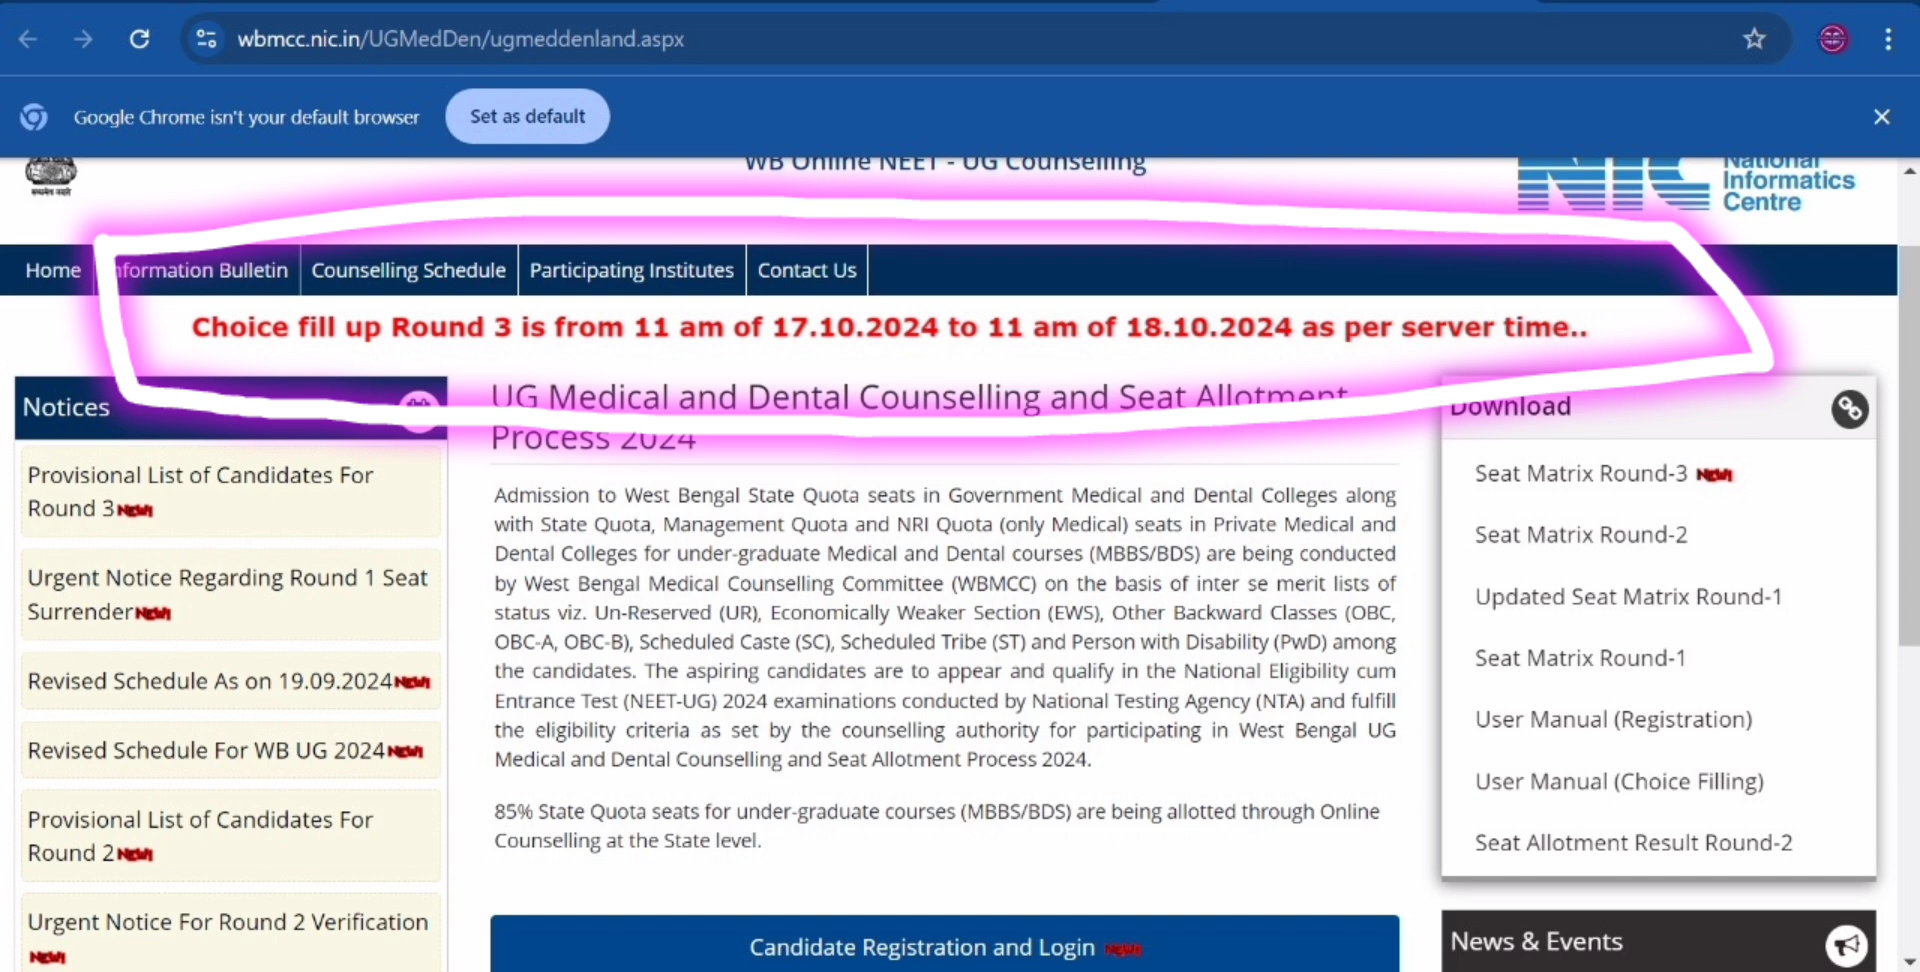 wbmcc.nic.in/UGMedDen/ugmeddenland.aspx
Google Chrome isn't your default browser
Set as default
WB Online NEET - UG Counselling
National
Informatics
Centre
NIC
सत्यमेव जयते
Home
Information Bulletin
Counselling Schedule
Participating Institutes
Contact Us
Choice fill up Round 3 is from 11 am of 17.10.2024 to 11 am of 18.10.2024 as per server time..
Notices
Provisional List of Candidates For
Round 3 NEW!
Urgent Notice Regarding Round 1 Seat
Surrender NEW!
Revised Schedule As on 19.09.2024 NEW!
Revised Schedule For WB UG 2024 NEW!
Provisional List of Candidates For
Round 2 NEW!
Urgent Notice For Round 2 Verification
NEW!
UG Medical and Dental Counselling and Seat Allotment
Process 2024
Admission to West Bengal State Quota seats in Government Medical and Dental Colleges along
with State Quota, Management Quota and NRI Quota (only Medical) seats in Private Medical and
Dental Colleges for under-graduate Medical and Dental courses (MBBS/BDS) are being conducted
by West Bengal Medical Counselling Committee (WBMCC) on the basis of inter se merit lists of
status viz. Un-Reserved (UR), Economically Weaker Section (EWS), Other Backward Classes (OBC,
OBC-A, OBC-B), Scheduled Caste (SC), Scheduled Tribe (ST) and Person with Disability (PwD) among
the candidates. The aspiring candidates are to appear and qualify in the National Eligibility cum
Entrance Test (NEET-UG) 2024 examinations conducted by National Testing Agency (NTA) and fulfill
the eligibility criteria as set by the counselling authority for participating in West Bengal UG
Medical and Dental Counselling and Seat Allotment Process 2024.
85% State Quota seats for under-graduate courses (MBBS/BDS) are being allotted through Online
Counselling at the State level.
Candidate Registration and Login NEW!
Download
Seat Matrix Round-3 NEW!
Seat Matrix Round-2
Updated Seat Matrix Round-1
Seat Matrix Round-1
User Manual (Registration)
User Manual (Choice Filling)
Seat Allotment Result Round-2
News & Events